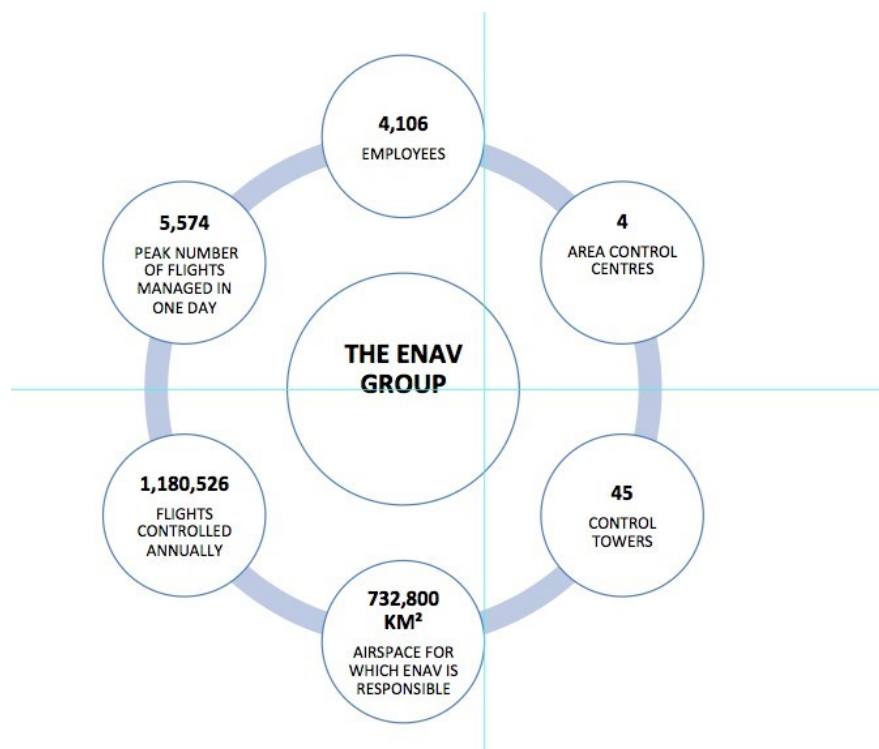 4,106
EMPLOYEES
4
AREA CONTROL
CENTRES
45
CONTROL
TOWERS
732,800
KM²
AIRSPACE FOR
WHICH ENAV IS
RESPONSIBLE
1,180,526
FLIGHTS
CONTROLLED
ANNUALLY
5,574
PEAK NUMBER
OF FLIGHTS
MANAGED IN
ONE DAY
THE ENAV
GROUP